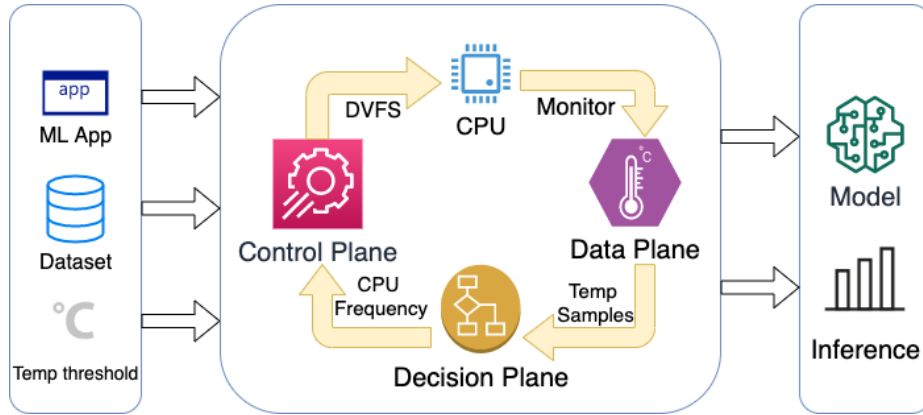 app
ML App
Dataset
°C
Temp threshold
DVFS
CPU
Monitor
°C
Control Plane
Data Plane
CPU
Frequency
Temp
Samples
Decision Plane
Model
Inference